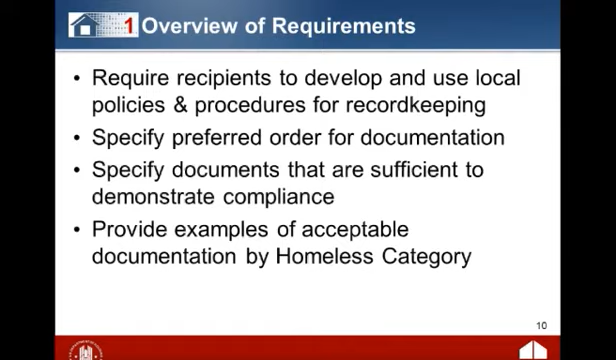 1 Overview of Requirements
• Require recipients to develop and use local
policies & procedures for recordkeeping
• Specify preferred order for documentation
• Specify documents that are sufficient to
demonstrate compliance
• Provide examples of acceptable
documentation by Homeless Category
10